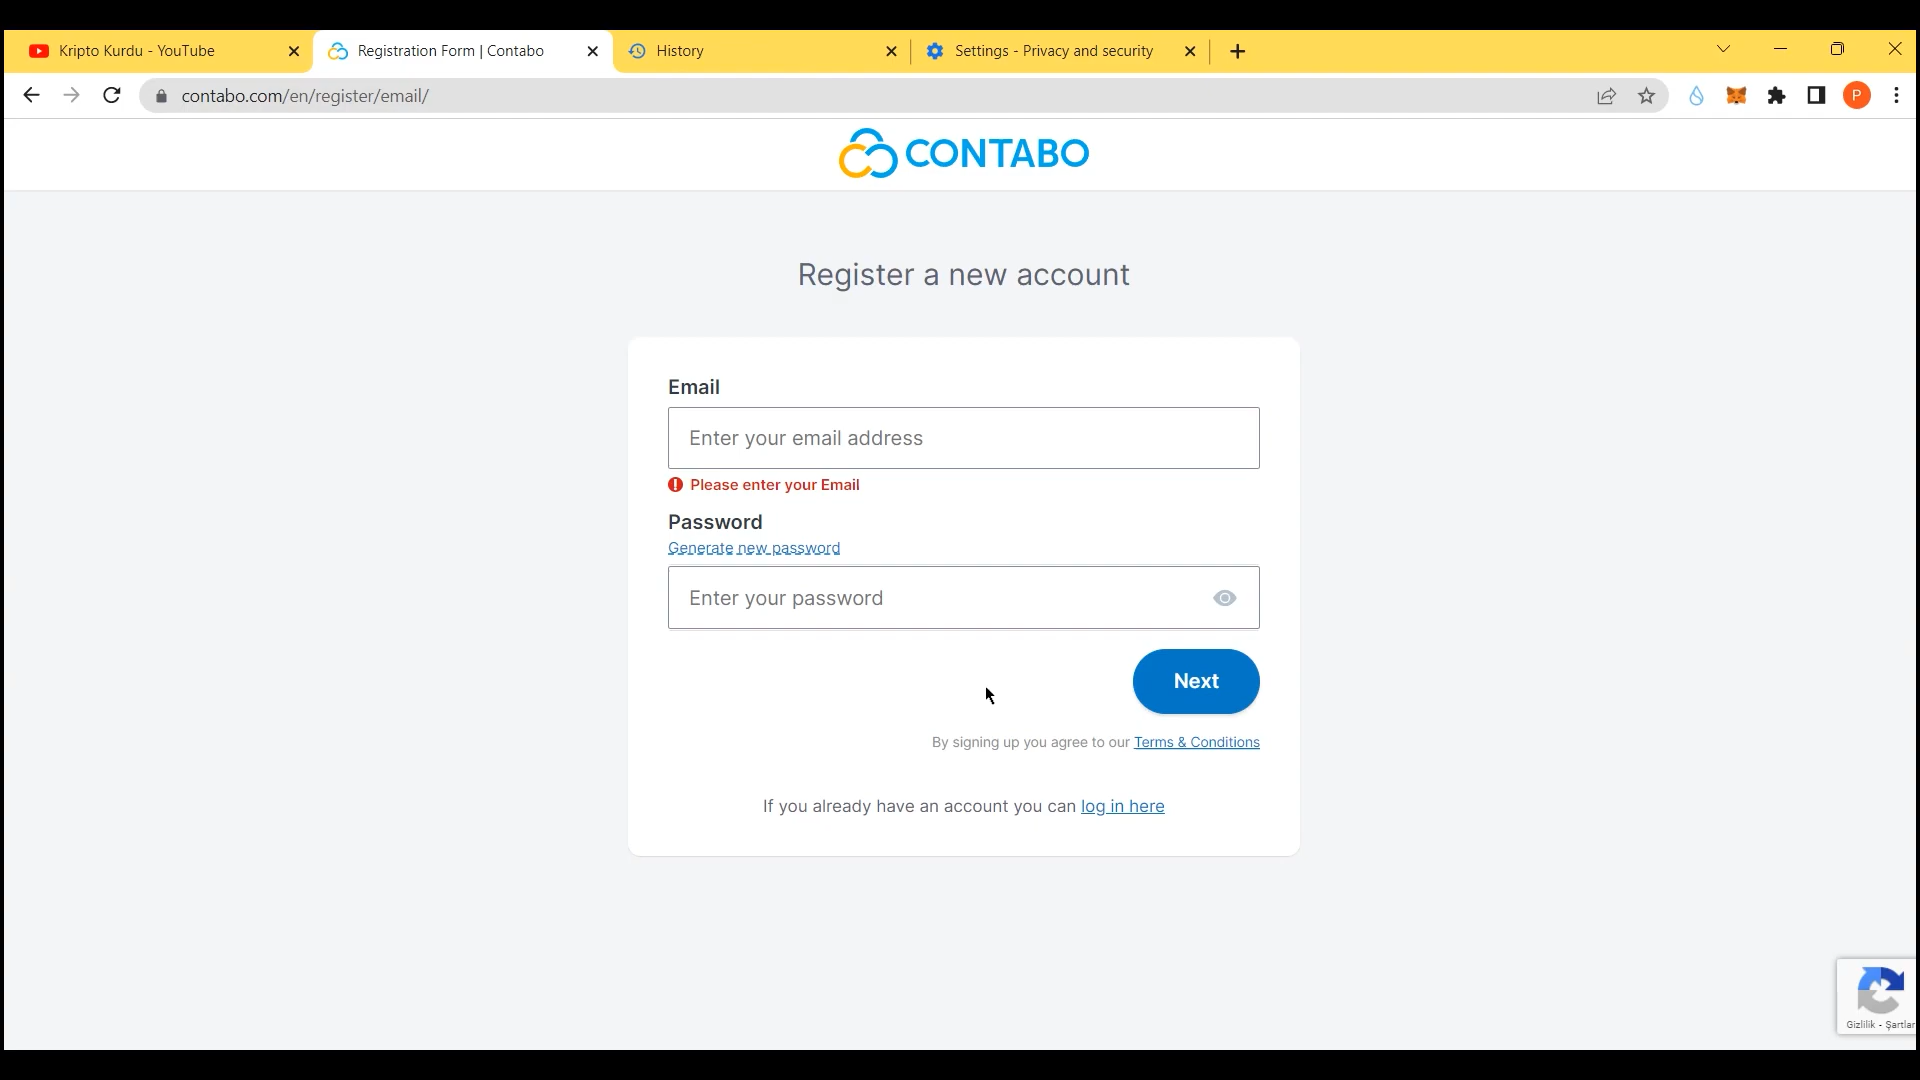 Kripto Kurdu - YouTube
Registration Form | Contabo
History
Settings - Privacy and security
contabo.com/en/register/email/
P
CONTABO
Register a new account
Email
Enter your email address
Please enter your Email
Password
Generate new password
Enter your password
Next
By signing up you agree to our Terms & Conditions
If you already have an account you can log in here
Gizlilik - Şartlar